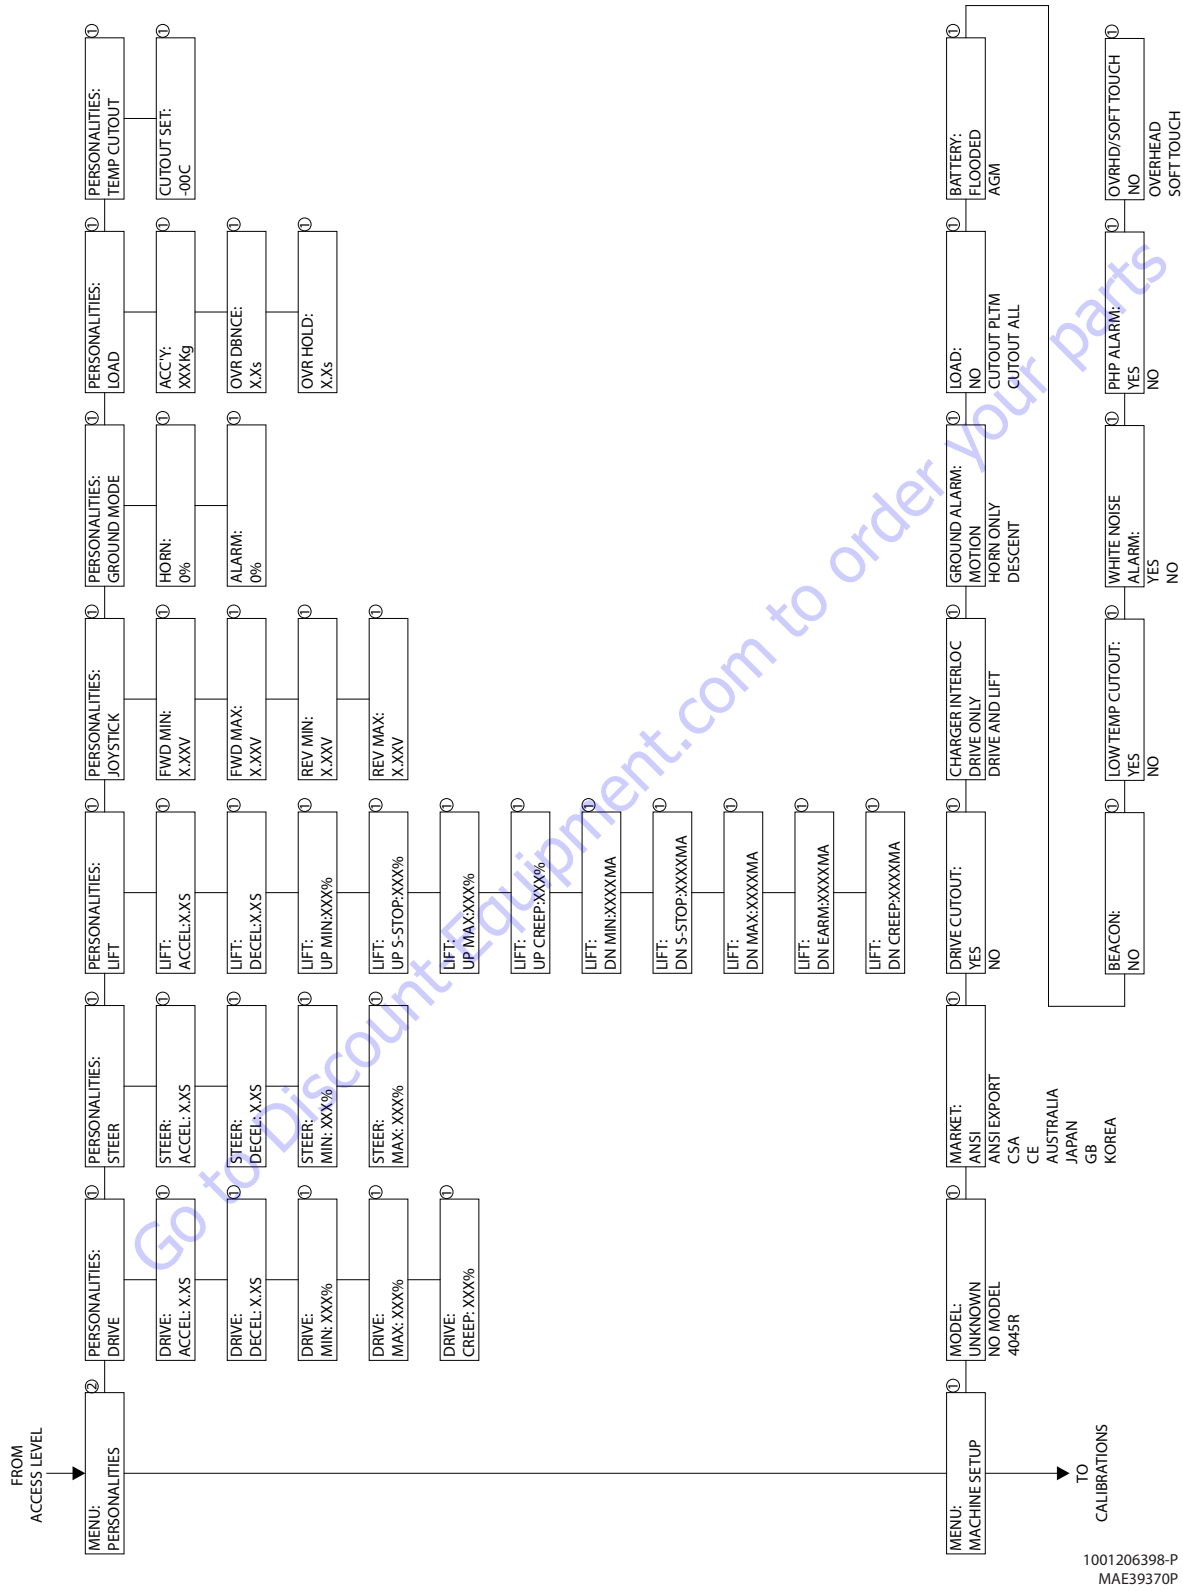 FROM
ACCESS LEVEL
MENU:
PERSONALITIES
2
PERSONALITIES:
DRIVE
1
DRIVE:
ACCEL: X.XS
1
DRIVE:
DECEL: X.XS
1
DRIVE:
MIN: XXX%
1
DRIVE:
MAX: XXX%
1
DRIVE:
CREEP: XXX%
1
PERSONALITIES:
STEER
1
STEER:
ACCEL: X.XS
1
STEER:
DECEL: X.XS
1
STEER:
MIN: XXX%
1
STEER:
MAX: XXX%
1
PERSONALITIES:
LIFT
1
LIFT:
ACCEL:X.XS
1
LIFT:
DECEL:X.XS
1
LIFT:
UP MIN:XXX%
1
LIFT:
UP S-STOP:XXX%
1
LIFT:
UP MAX:XXX%
1
LIFT:
UP CREEP:XXX%
1
LIFT:
DN MIN:XXXXMA
1
LIFT:
DN S-STOP:XXXXMA
1
LIFT:
DN MAX:XXXXMA
1
LIFT:
DN EARM:XXXXMA
1
LIFT:
DN CREEP:XXXXMA
1
PERSONALITIES:
JOYSTICK
1
FWD MIN:
X.XXV
1
FWD MAX:
X.XXV
1
REV MIN:
X.XXV
1
REV MAX:
X.XXV
1
PERSONALITIES:
GROUND MODE
1
HORN:
0%
1
ALARM:
0%
1
PERSONALITIES:
LOAD
1
ACC'Y:
XXXKg
1
OVR DBNCE:
X.Xs
1
OVR HOLD:
X.Xs
1
PERSONALITIES:
TEMP CUTOUT
1
CUTOUT SET:
-00C
1
MENU:
MACHINE SETUP
1
TO
CALIBRATIONS
MODEL:
UNKNOWN
NO MODEL
4045R
1
MARKET:
ANSI
ANSI EXPORT
CSA
CE
AUSTRALIA
JAPAN
GB
KOREA
1
DRIVE CUTOUT:
YES
NO
1
CHARGER INTERLOC
DRIVE ONLY
DRIVE AND LIFT
1
GROUND ALARM:
MOTION
HORN ONLY
DESCENT
1
LOAD:
NO
CUTOUT PLTM
CUTOUT ALL
1
BATTERY:
FLOODED
AGM
1
BEACON:
NO
1
LOW TEMP CUTOUT:
YES
NO
1
WHITE NOISE
ALARM:
YES
NO
1
PHP ALARM:
YES
NO
1
OVRHD/SOFT TOUCH
NO
OVERHEAD
SOFT TOUCH
1
Go to Discount-Equipment.com to order your parts
1001206398-P
MAE39370P